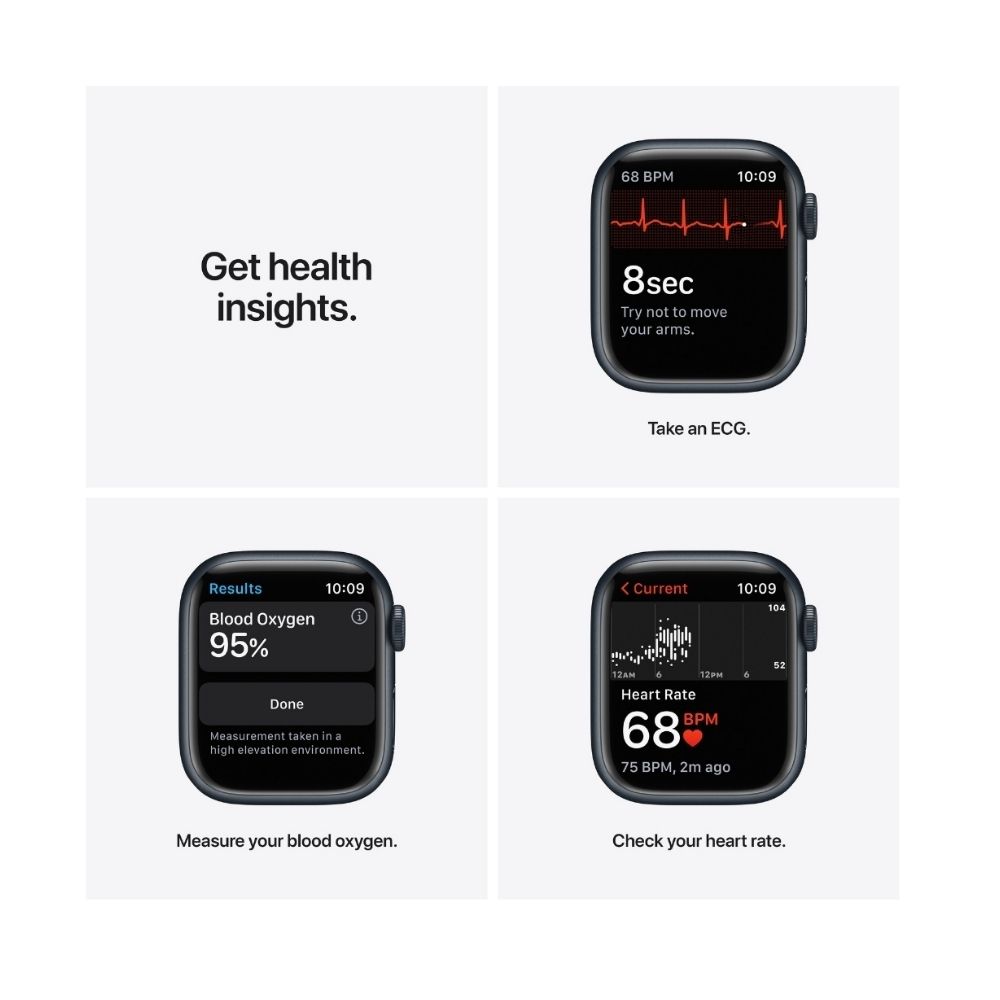 Get health
insights.
68 BPM 10:09
8sec
Try not to move
your arms.
Take an ECG.
Results 10:09
Blood Oxygen
95%
Done
Measurement taken in a
high elevation environment.
Measure your blood oxygen.
< Current 10:09
104
52
12AM 6 12PM 6
Heart Rate
68 BPM
75 BPM, 2m ago
Check your heart rate.